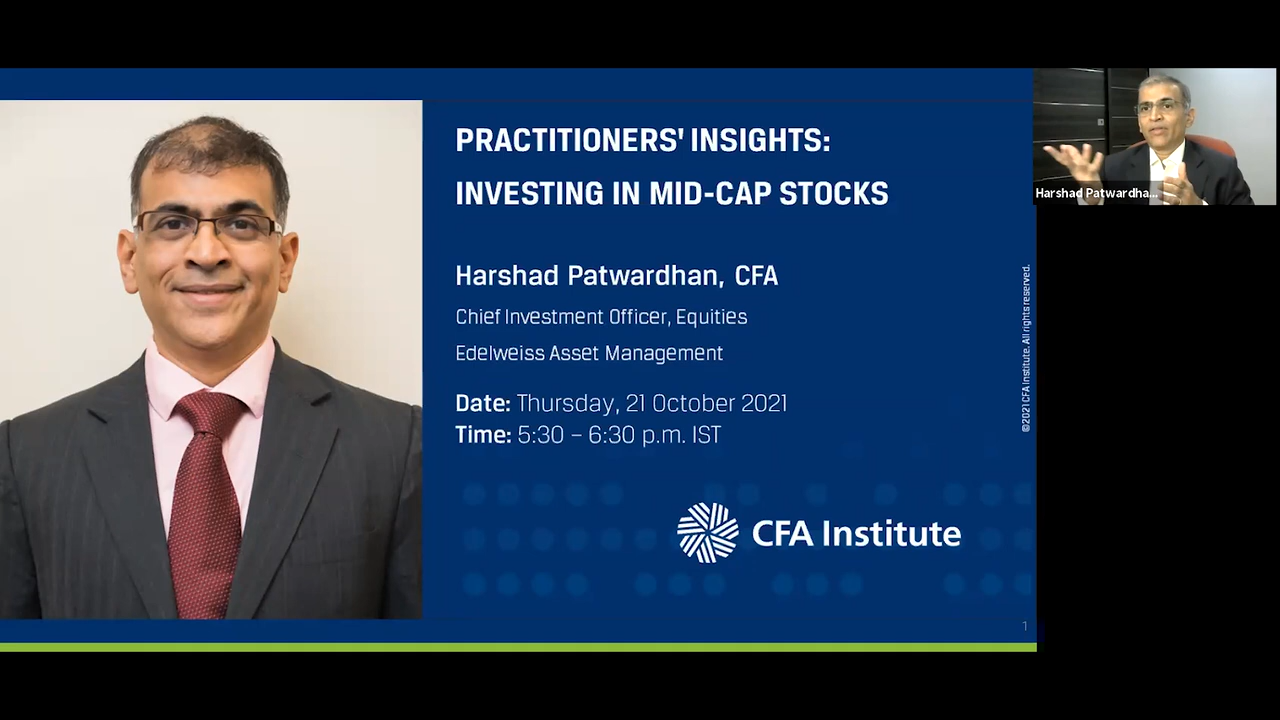 PRACTITIONERS' INSIGHTS:
INVESTING IN MID-CAP STOCKS
Harshad Patwardhan, CFA
Chief Investment Officer, Equities
Edelweiss Asset Management
Date: Thursday, 21 October 2021
Time: 5:30 – 6:30 p.m. IST
CFA Institute
©2021 CFA Institute. All rights reserved.
1
Harshad Patwardha...